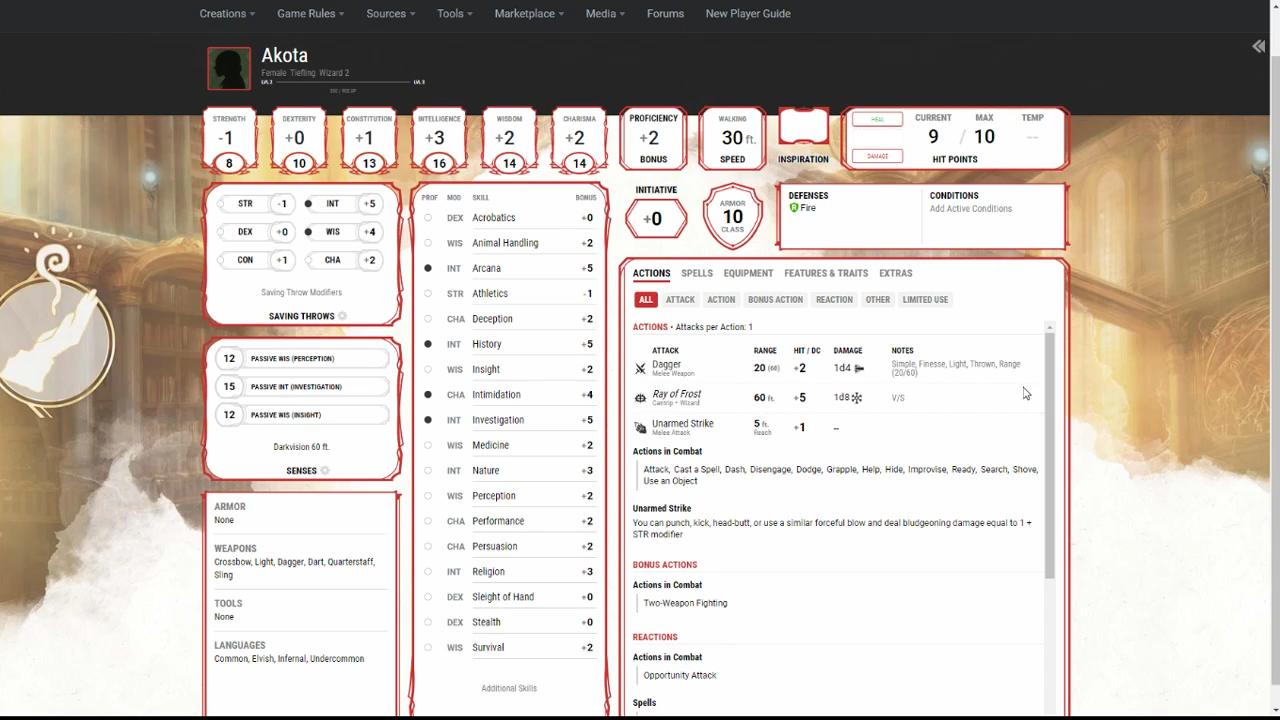 Creations Game Rules Sources Tools Marketplace Media Forums New Player Guide
Akota
Female Tiefling Wizard 2
LVL 2 LVL 3
STRENGTH
-1
8
DEXTERITY
+0
10
CONSTITUTION
+1
13
INTELLIGENCE
+3
16
WISDOM
+2
14
CHARISMA
+2
14
PROFICIENCY
+2
BONUS
WALKING
30 ft.
SPEED
INSPIRATION
HEAL
DAMAGE
CURRENT MAX TEMP
9 / 10 --
HIT POINTS
STR -1 INT +5
DEX +0 WIS +4
CON +1 CHA +2
Saving Throw Modifiers
SAVING THROWS
12 PASSIVE WIS (PERCEPTION)
15 PASSIVE INT (INVESTIGATION)
12 PASSIVE WIS (INSIGHT)
Darkvision 60 ft.
SENSES
ARMOR
None
WEAPONS
Crossbow, Light, Dagger, Dart, Quarterstaff,
Sling
TOOLS
None
LANGUAGES
Common, Elvish, Infernal, Undercommon
PROF MOD SKILL BONUS
DEX Acrobatics +0
WIS Animal Handling +2
INT Arcana +5
STR Athletics -1
CHA Deception +2
INT History +5
WIS Insight +2
CHA Intimidation +4
INT Investigation +5
WIS Medicine +2
INT Nature +3
WIS Perception +2
CHA Performance +2
CHA Persuasion +2
INT Religion +3
DEX Sleight of Hand +0
DEX Stealth +0
WIS Survival +2
Additional Skills
INITIATIVE
+0
ARMOR
10
CLASS
DEFENSES
R Fire
CONDITIONS
Add Active Conditions
ACTIONS SPELLS EQUIPMENT FEATURES & TRAITS EXTRAS
ALL ATTACK ACTION BONUS ACTION REACTION OTHER LIMITED USE
ACTIONS • Attacks per Action: 1
ATTACK RANGE HIT / DC DAMAGE NOTES
Dagger 20 (60) +2 1d4 Simple, Finesse, Light, Thrown, Range
Melee Weapon (20/60)
Ray of Frost 60 ft. +5 1d8 V/S
Cantrip • Wizard
Unarmed Strike 5 ft. +1 --
Melee Attack Reach
Actions in Combat
Attack, Cast a Spell, Dash, Disengage, Dodge, Grapple, Help, Hide, Improvise, Ready, Search, Shove,
Use an Object
Unarmed Strike
You can punch, kick, head-butt, or use a similar forceful blow and deal bludgeoning damage equal to 1 +
STR modifier
BONUS ACTIONS
Actions in Combat
Two-Weapon Fighting
REACTIONS
Actions in Combat
Opportunity Attack
Spells